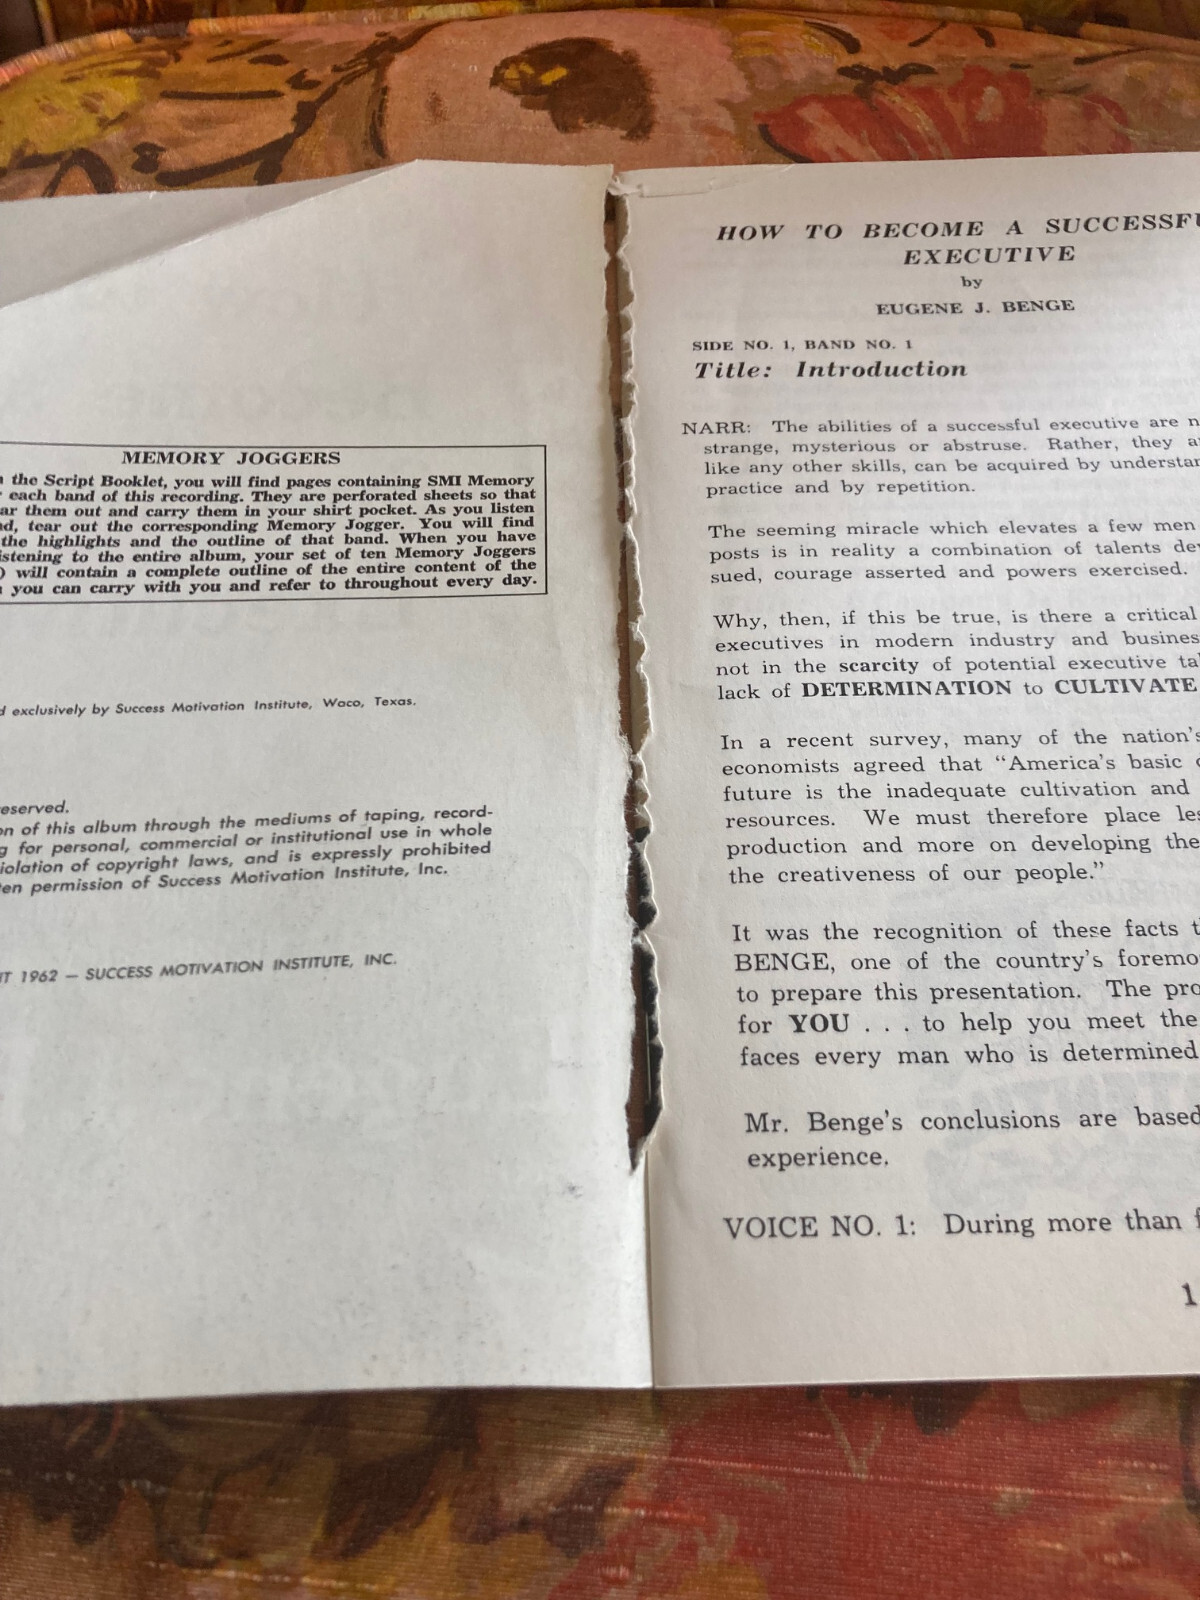 MEMORY JOGGERS
the Script Booklet, you will find pages containing SMI Memory
each band of this recording. They are perforated sheets so that
them out and carry them in your shirt pocket. As you listen
tear out the corresponding Memory Jogger. You will find
the highlights and the outline of that band. When you have
listening to the entire album, your set of ten Memory Joggers
) will contain a complete outline of the entire content of the
you can carry with you and refer to throughout every day.
exclusively by Success Motivation Institute, Waco, Texas.
eserved.
of this album through the mediums of taping, record-
for personal, commercial or institutional use in whole
iolation of copyright laws, and is expressly prohibited
permission of Success Motivation Institute, Inc.
1962 — SUCCESS MOTIVATION INSTITUTE, INC.
HOW TO BECOME A SUCCESSFU
EXECUTIVE
by
EUGENE J. BENGE
SIDE NO. 1, BAND NO. 1
Title: Introduction
NARR: The abilities of a successful executive are n
strange, mysterious or abstruse. Rather, they a
like any other skills, can be acquired by understan
practice and by repetition.
The seeming miracle which elevates a few men
posts is in reality a combination of talents dev
sued, courage asserted and powers exercised.
Why, then, if this be true, is there a critical
executives in modern industry and busines
not in the scarcity of potential executive tal
lack of DETERMINATION to CULTIVATE
In a recent survey, many of the nation's
economists agreed that “America's basic
future is the inadequate cultivation and
resources. We must therefore place les
production and more on developing the
the creativeness of our people.”
It was the recognition of these facts t
BENGE, one of the country's foremo
to prepare this presentation. The pro
for YOU . . . to help you meet the
faces every man who is determined
Mr. Benge's conclusions are based
experience.
VOICE NO. 1: During more than f
1